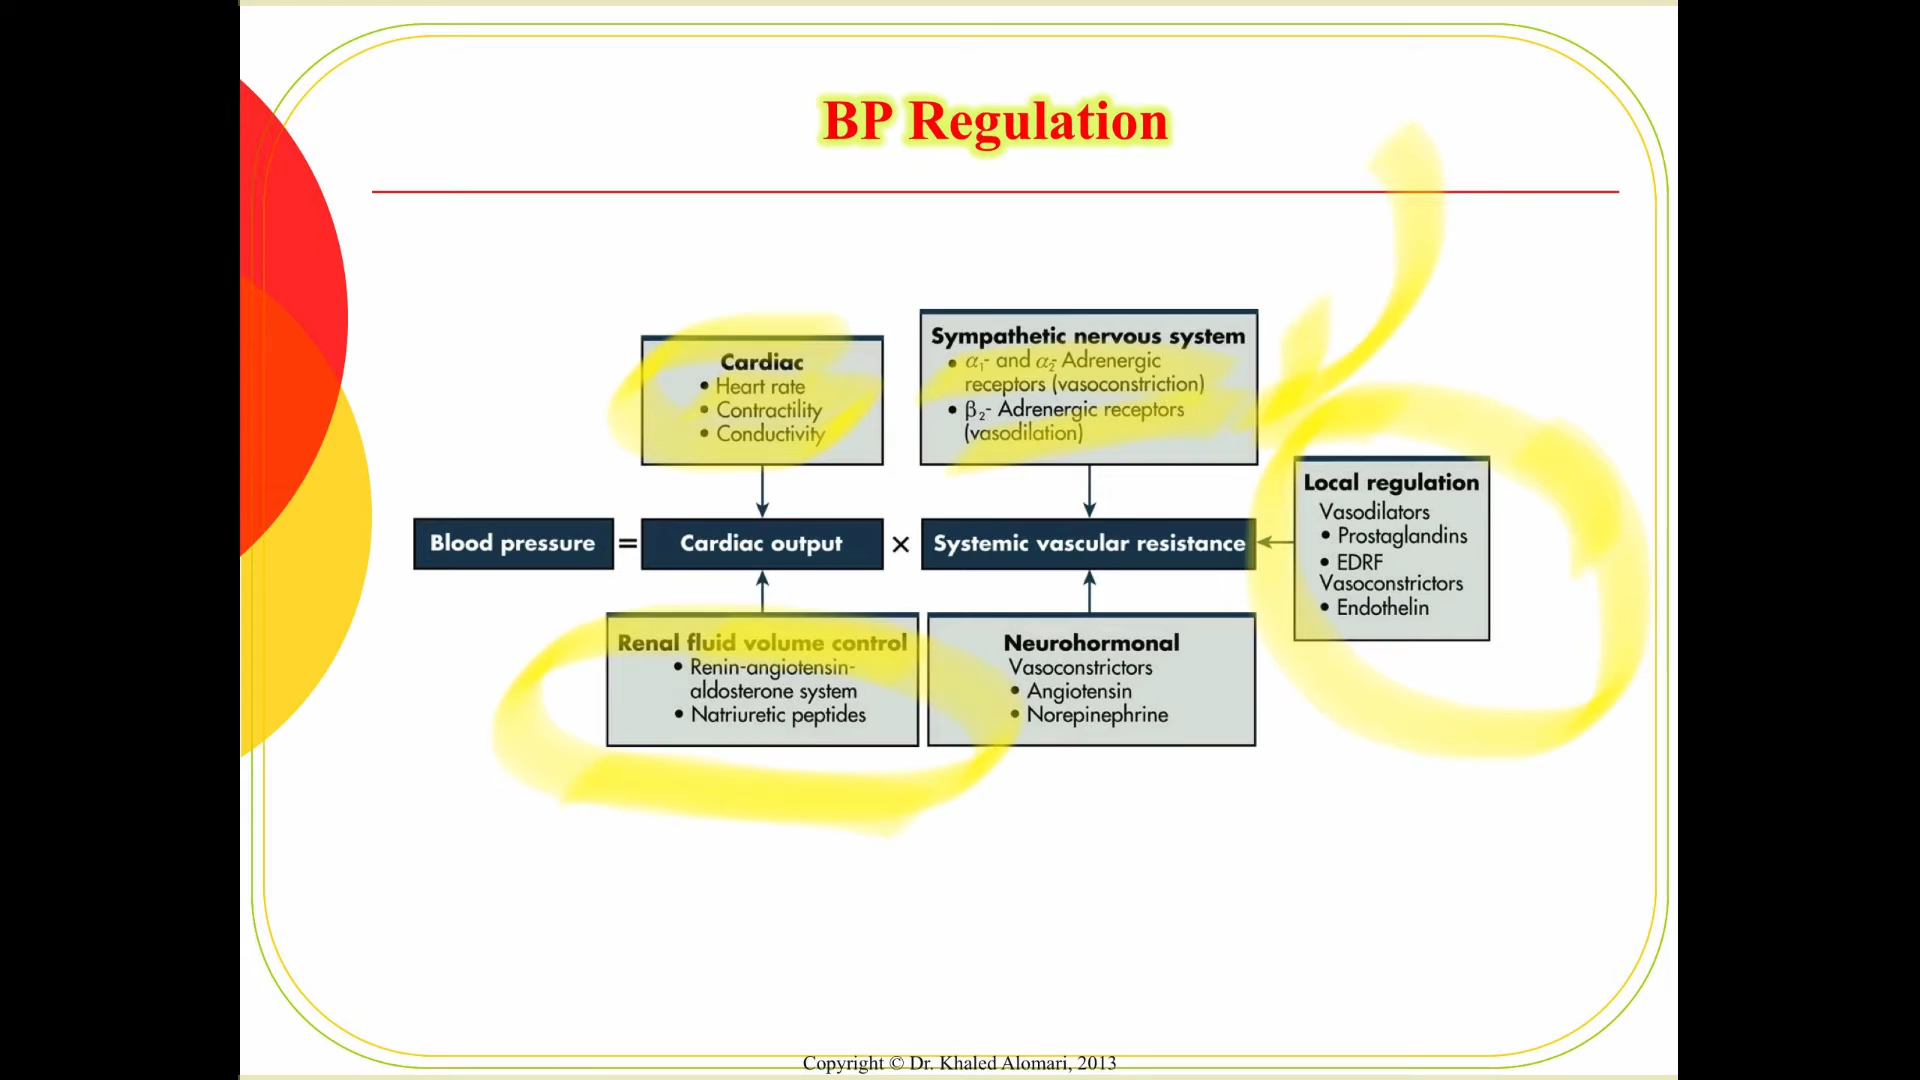 BP Regulation
Cardiac
• Heart rate
• Contractility
• Conductivity
Sympathetic nervous system
• α1- and α2- Adrenergic
receptors (vasoconstriction)
• β2- Adrenergic receptors
(vasodilation)
Blood pressure = Cardiac output × Systemic vascular resistance
Local regulation
Vasodilators
• Prostaglandins
• EDRF
Vasoconstrictors
• Endothelin
Renal fluid volume control
• Renin-angiotensin-
aldosterone system
• Natriuretic peptides
Neurohormonal
Vasoconstrictors
• Angiotensin
• Norepinephrine
Copyright © Dr. Khaled Alomari, 2013